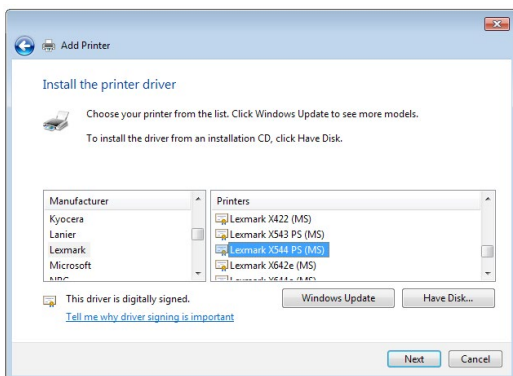 Add Printer
Install the printer driver
Choose your printer from the list. Click Windows Update to see more models.
To install the driver from an installation CD, click Have Disk.
Manufacturer
Kyocera
Lanier
Lexmark
Microsoft
Printers
Lexmark X422 (MS)
Lexmark X543 PS (MS)
Lexmark X544 PS (MS)
Lexmark X642e (MS)
This driver is digitally signed.
Tell me why driver signing is important
Windows Update
Have Disk...
Next
Cancel